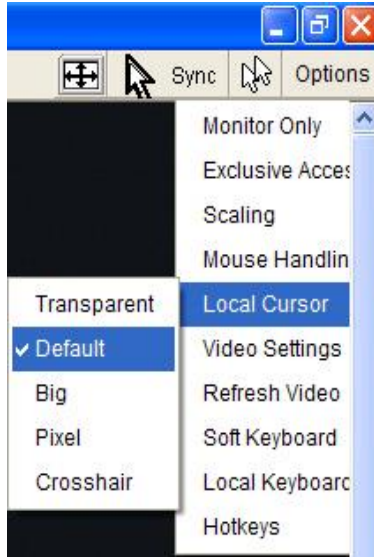 Sync Options
Monitor Only
Exclusive Acces
Scaling
Mouse Handlin
Local Cursor
Video Settings
Refresh Video
Soft Keyboard
Local Keyboard
Hotkeys
Transparent
Default
Big
Pixel
Crosshair